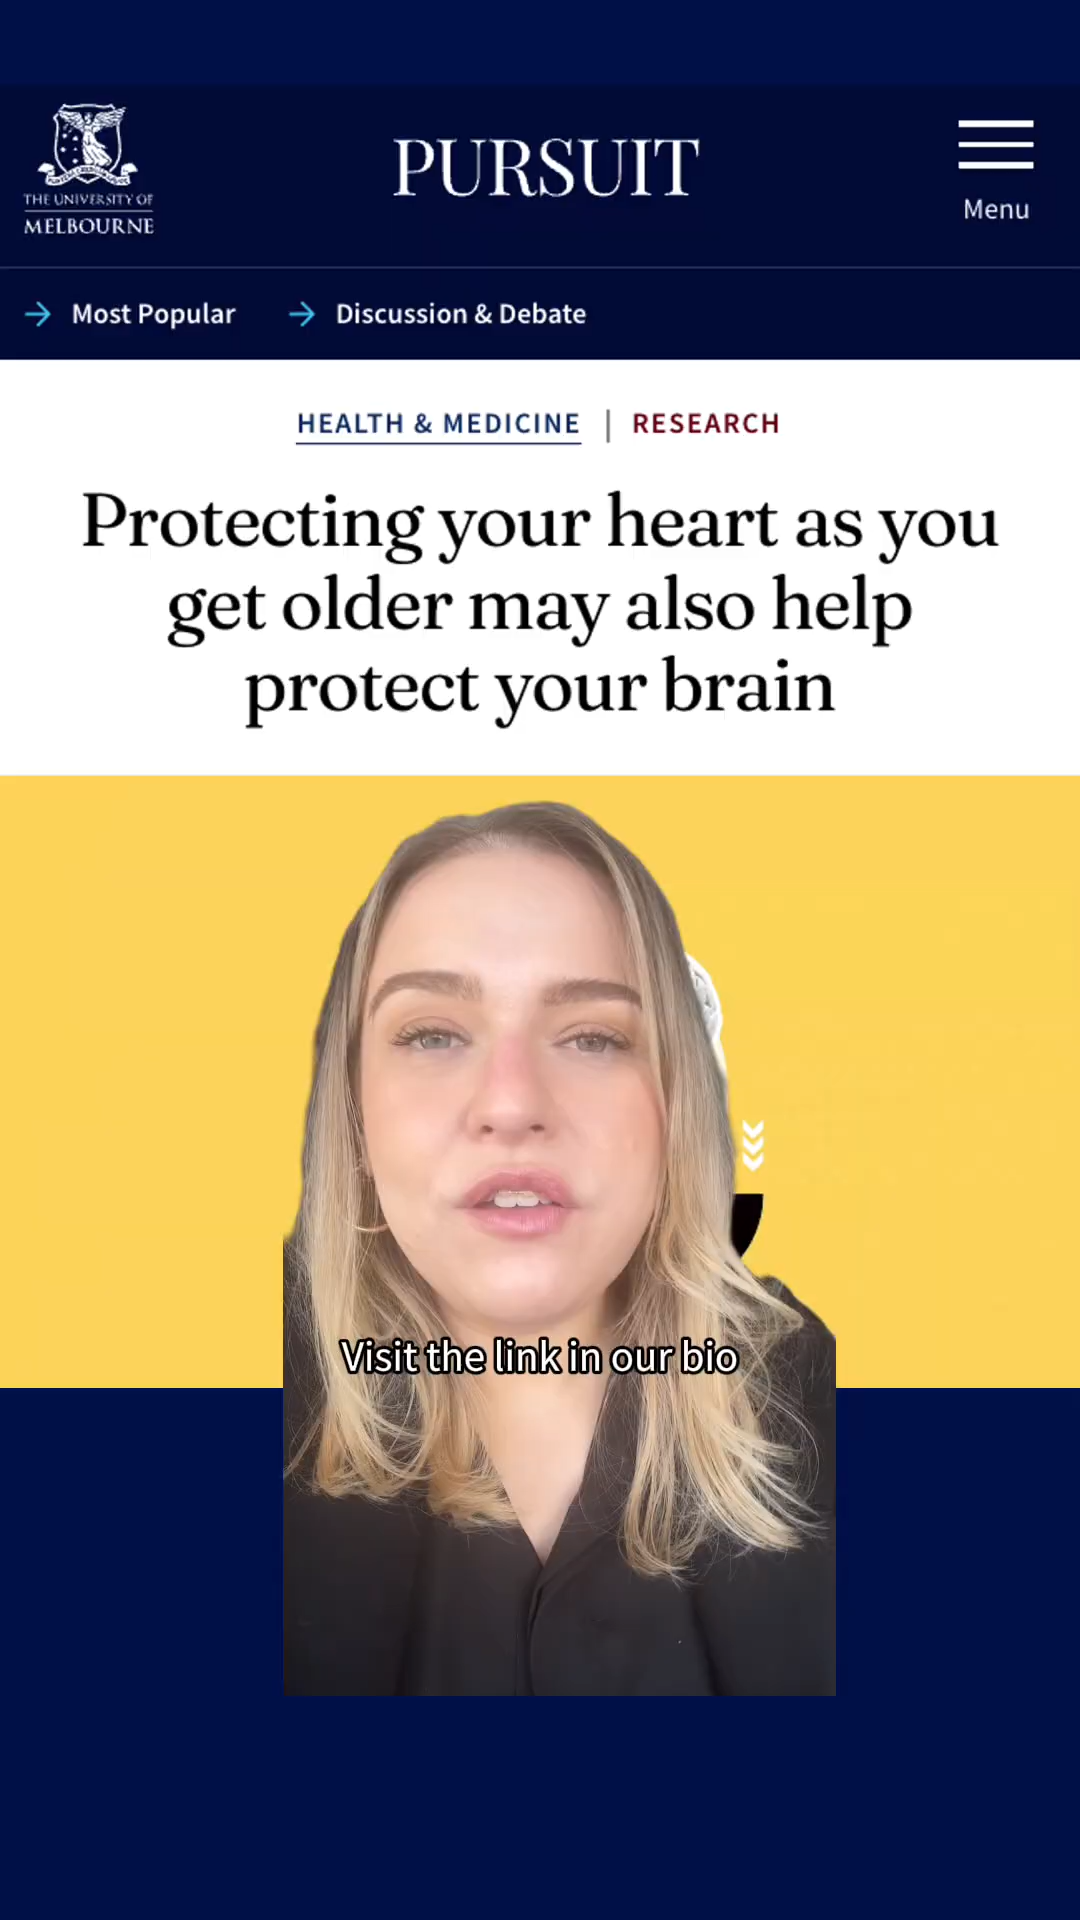 THE UNIVERSITY OF
MELBOURNE
PURSUIT
Menu
Most Popular
Discussion & Debate
HEALTH & MEDICINE | RESEARCH
Protecting your heart as you
get older may also help
protect your brain
Visit the link in our bio